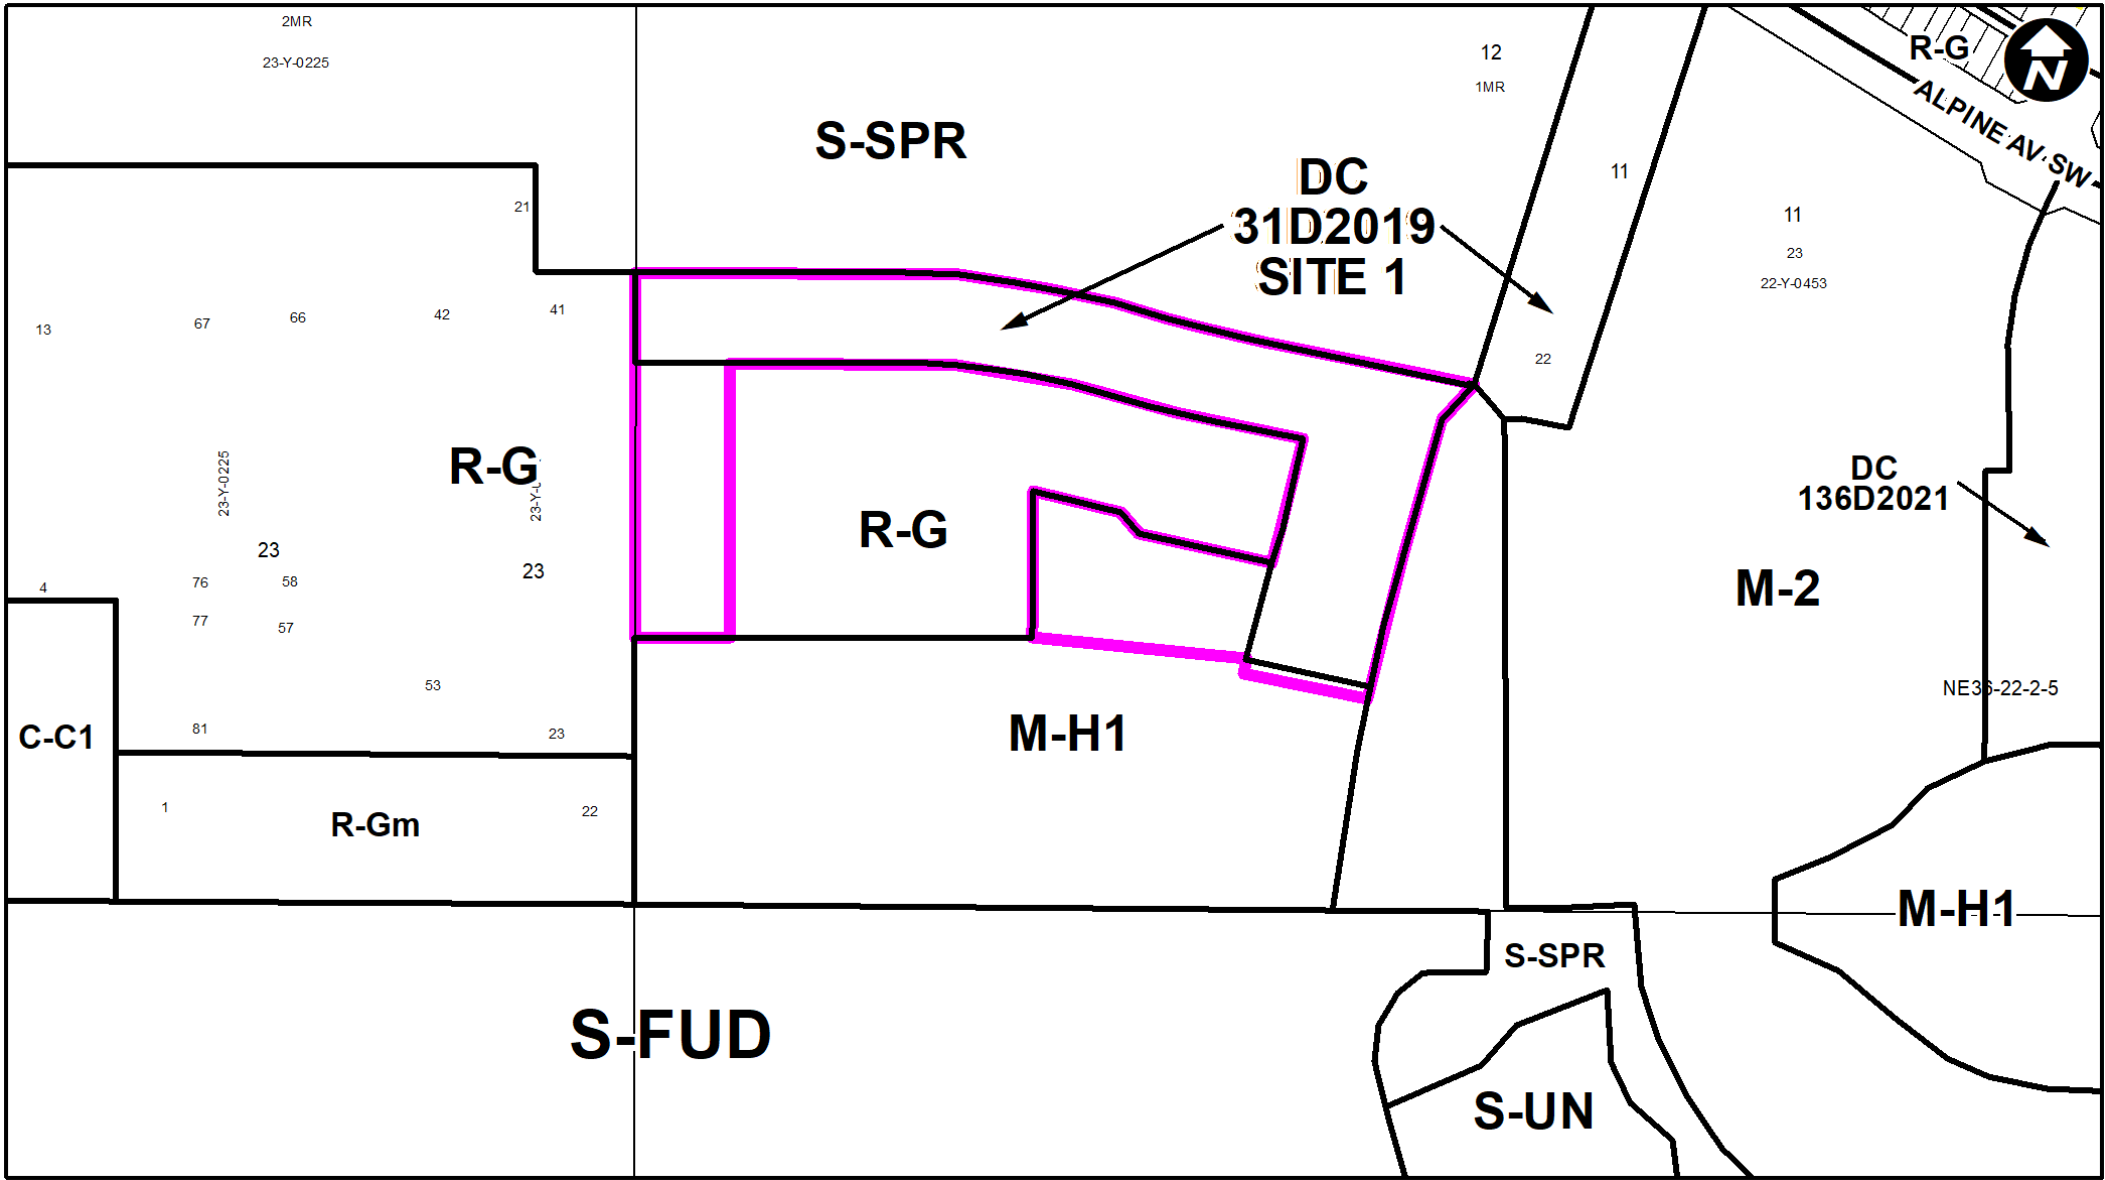 2MR
23-Y-0225
12
1MR
R-G
N
ALPINE AV SW
S-SPR
DC
31D2019
SITE 1
11
11
23
22-Y-0453
21
13
67
66
42
41
22
R-G
23-Y-0225
R-G
DC
136D2021
23
23
4
76
58
77
57
M-2
53
NE36-22-2-5
81
23
C-C1
M-H1
1
R-Gm
22
M-H1
S-SPR
S-FUD
S-UN